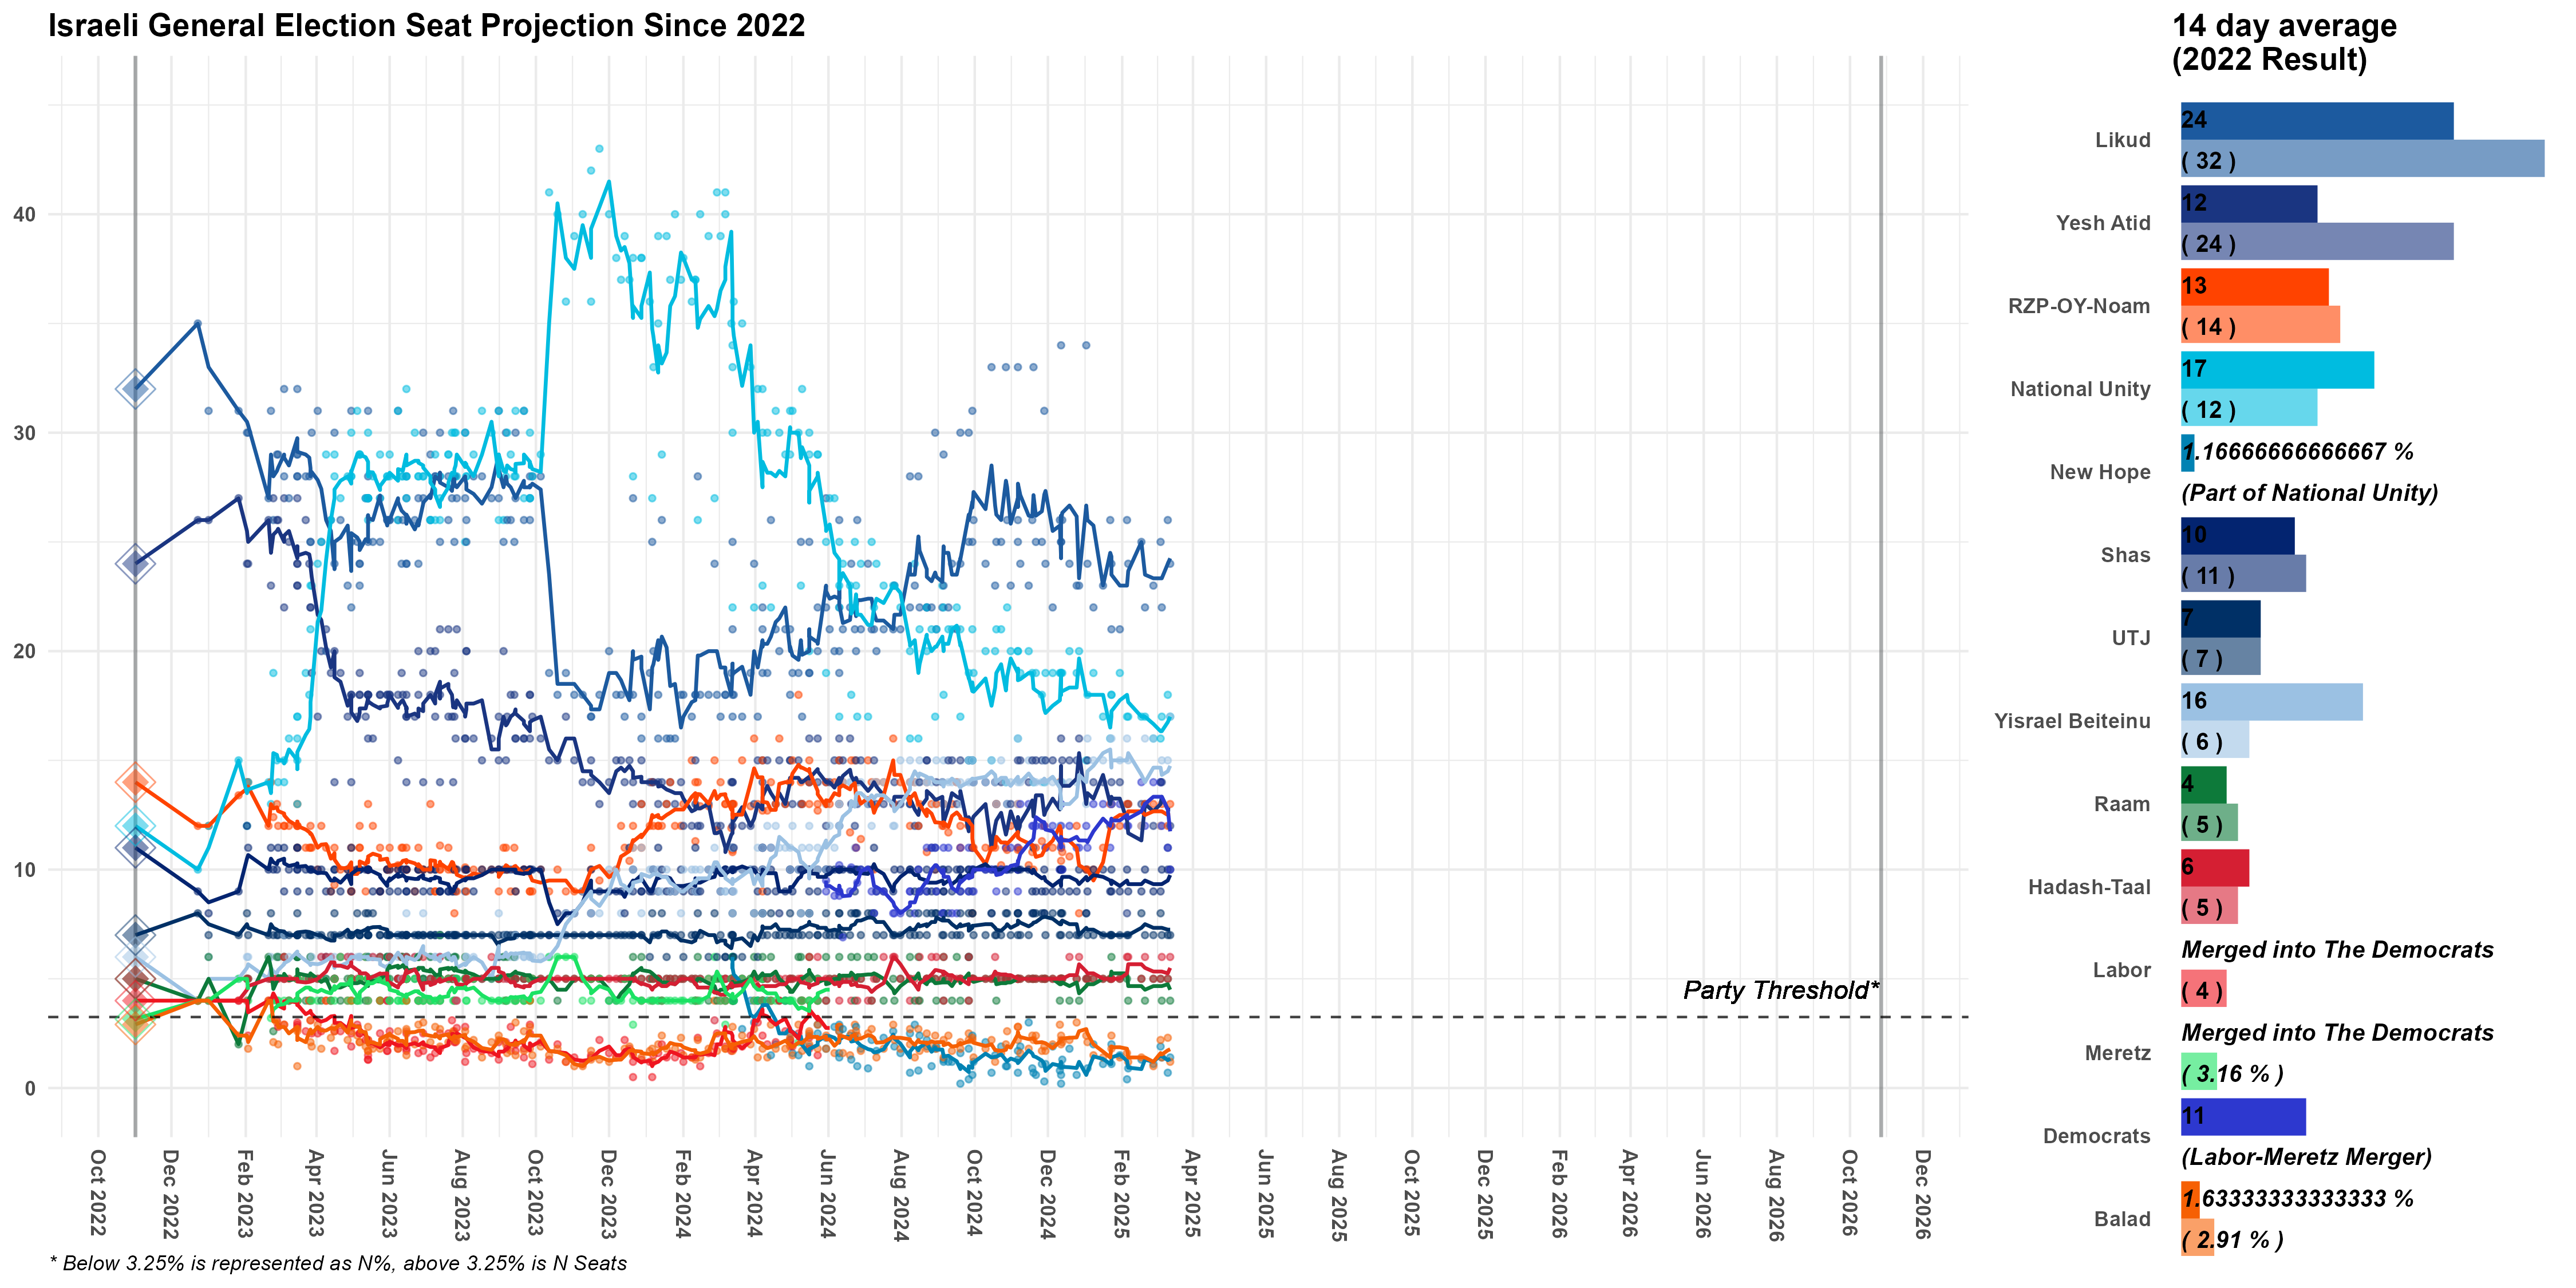 Israeli General Election Seat Projection Since 2022
14 day average
(2022 Result)
40
30
20
10
0
Party Threshold*
Oct 2022
Dec 2022
Feb 2023
Apr 2023
Jun 2023
Aug 2023
Oct 2023
Dec 2023
Feb 2024
Apr 2024
Jun 2024
Aug 2024
Oct 2024
Dec 2024
Feb 2025
Apr 2025
Jun 2025
Aug 2025
Oct 2025
Dec 2025
Feb 2026
Apr 2026
Jun 2026
Aug 2026
Oct 2026
Dec 2026
* Below 3.25% is represented as N%, above 3.25% is N Seats
Likud
24
( 32 )
Yesh Atid
12
( 24 )
RZP-OY-Noam
13
( 14 )
National Unity
17
( 12 )
New Hope
1.16666666666667 %
(Part of National Unity)
Shas
10
( 11 )
UTJ
7
( 7 )
Yisrael Beiteinu
16
( 6 )
Raam
4
( 5 )
Hadash-Taal
6
( 5 )
Labor
Merged into The Democrats
( 4 )
Meretz
Merged into The Democrats
( 3.16 % )
Democrats
11
(Labor-Meretz Merger)
Balad
1.63333333333333 %
( 2.91 % )